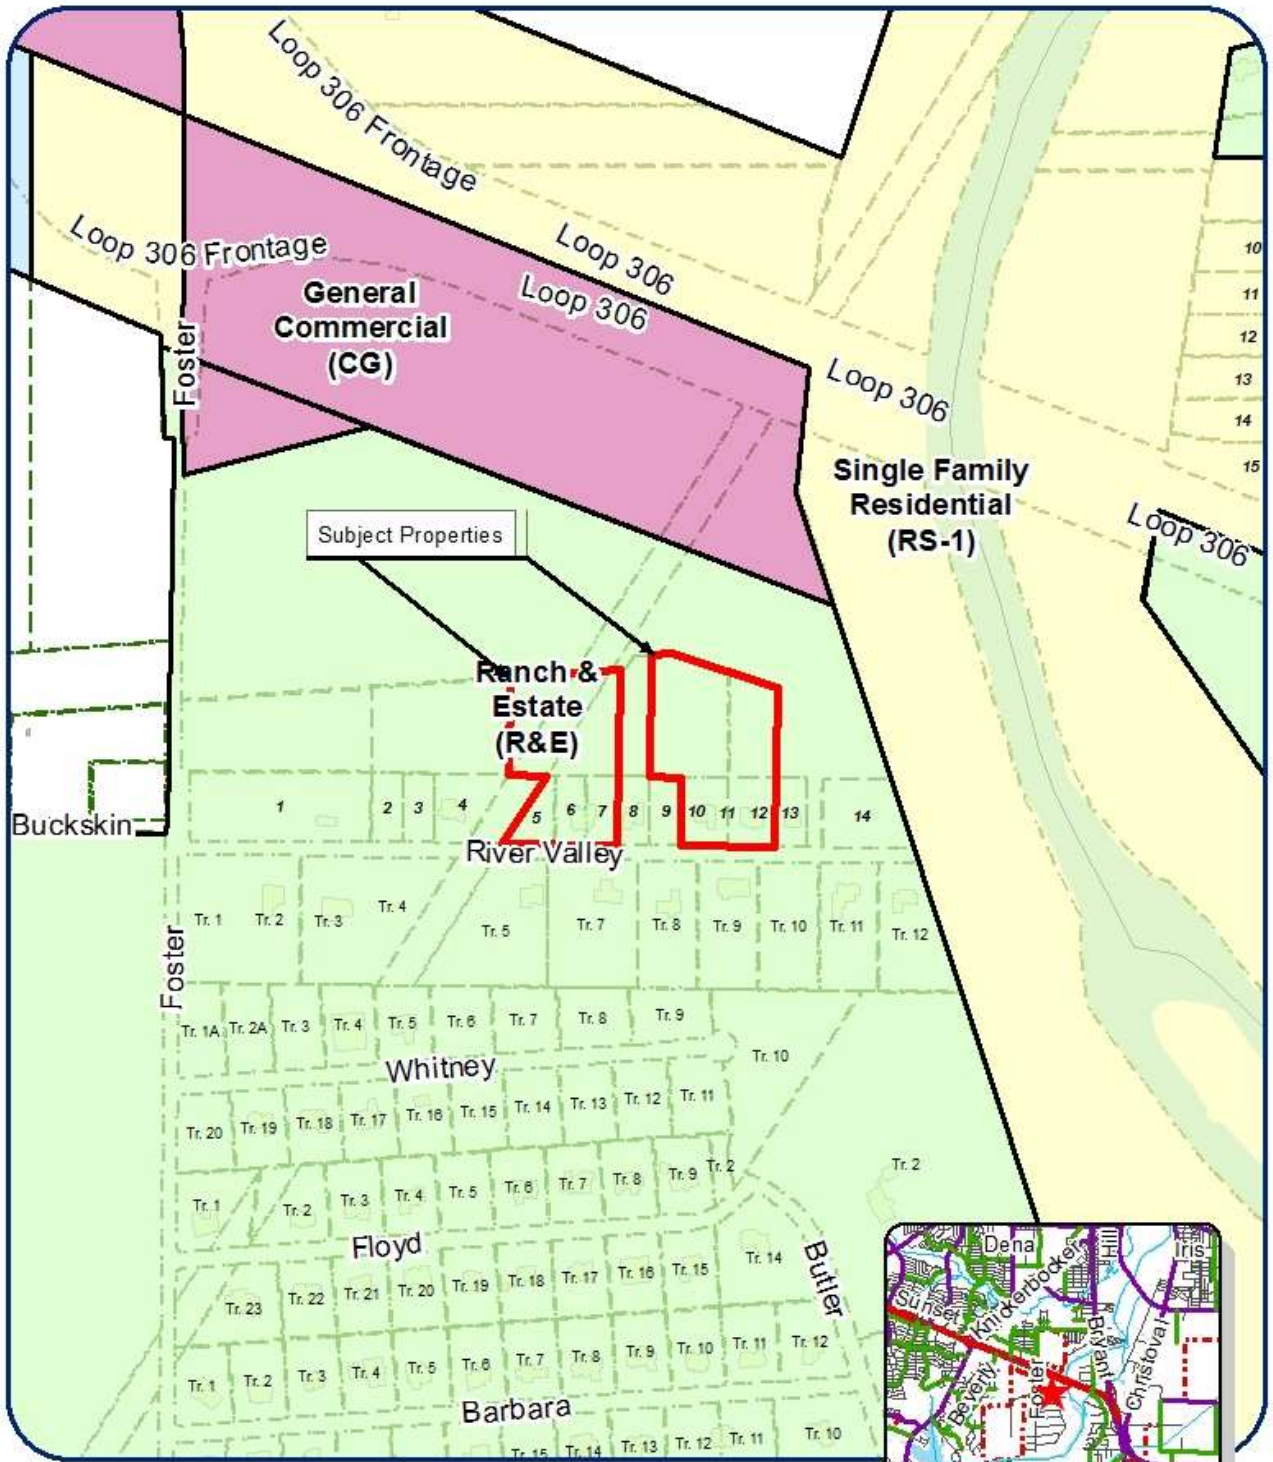 Loop 306 Frontage
Loop 306 Frontage
Loop 306
Loop 306
General
Commercial
(CG)
Foster
Loop 306
Single Family
Residential
(RS-1)
Loop 306
10
11
12
13
14
15
Subject Properties
Ranch &
Estate
(R&E)
Buckskin
1 2 3 4 5 6 7 8 9 10 11 12 13 14
River Valley
Tr. 1 Tr. 2 Tr. 3 Tr. 4 Tr. 5 Tr. 7 Tr. 8 Tr. 9 Tr. 10 Tr. 11 Tr. 12
Foster
Tr. 1A Tr. 2A Tr. 3 Tr. 4 Tr. 5 Tr. 6 Tr. 7 Tr. 8 Tr. 9
Tr. 10
Whitney
Tr. 20 Tr. 19 Tr. 18 Tr. 17 Tr. 16 Tr. 15 Tr. 14 Tr. 13 Tr. 12 Tr. 11
Tr. 1 Tr. 2 Tr. 3 Tr. 4 Tr. 5 Tr. 6 Tr. 7 Tr. 8 Tr. 9 Tr. 2
Tr. 2
Floyd
Butler
Tr. 23 Tr. 22 Tr. 21 Tr. 20 Tr. 19 Tr. 18 Tr. 17 Tr. 16 Tr. 15 Tr. 14
Tr. 1 Tr. 2 Tr. 3 Tr. 4 Tr. 5 Tr. 6 Tr. 7 Tr. 8 Tr. 9 Tr. 10 Tr. 11 Tr. 12
Barbara
Tr. 15 Tr. 14 Tr. 13 Tr. 12 Tr. 11 Tr. 10
Dena
Hill
Iris
Knickerbocker
Sunset
Bryant
Christoval
Beverly
Foster